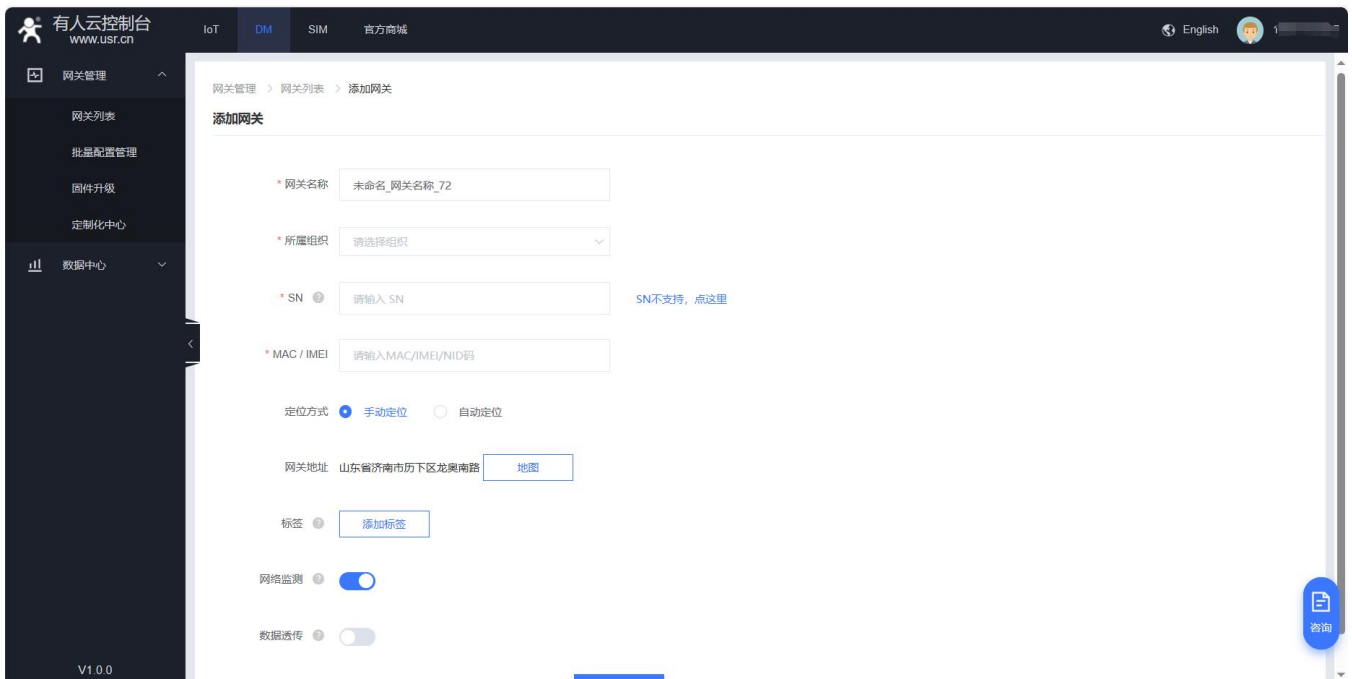 有人云控制台
www.usr.cn
IoT DM SIM 官方商城 English
网关管理
网关列表
批量配置管理
固件升级
定制化中心
数据中心
V1.0.0
网关管理 > 网关列表 > 添加网关
添加网关
* 网关名称 未命名_网关名称_72
* 所属组织 请选择组织
* SN 请输入 SN SN不支持，点这里
* MAC / IMEI 请输入MAC/IMEI/NID码
定位方式 手动定位 自动定位
网关地址 山东省济南市历下区龙奥南路 地图
标签 添加标签
网络监测
数据透传
咨询